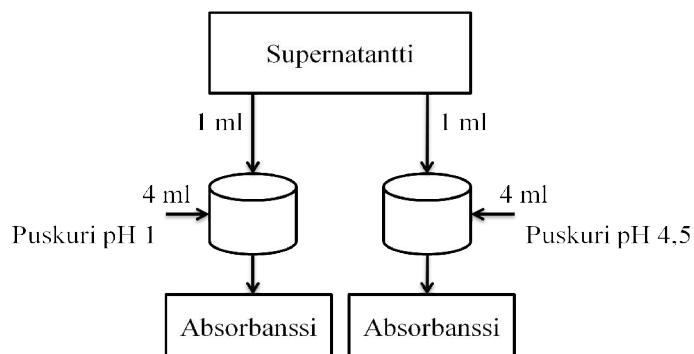 Supernatantti
1 ml
1 ml
4 ml
4 ml
Puskuri pH 1
Puskuri pH 4,5
Absorbanssi
Absorbanssi